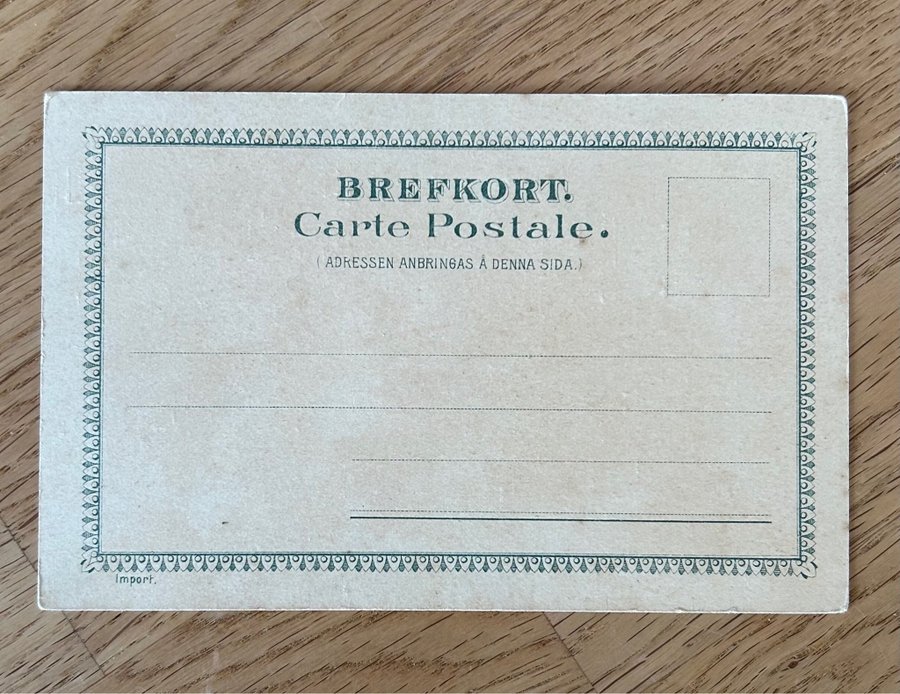 BREFKORT.
Carte Postale.
(ADRESSEN ANBRINGAS Å DENNA SIDA.)
Import.